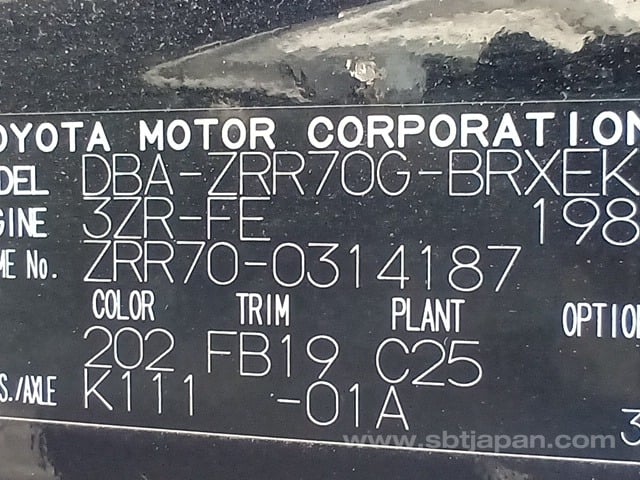 OYOTA MOTOR CORPORATION
DEL DBA-ZRR70G-BRXEK
GINE 3ZR-FE 198
ME No. ZRR70-0314187
COLOR TRIM PLANT OPTIO
202 FB19 C25
S./AXLE K111 -01A 3
www.sbtjapan.com